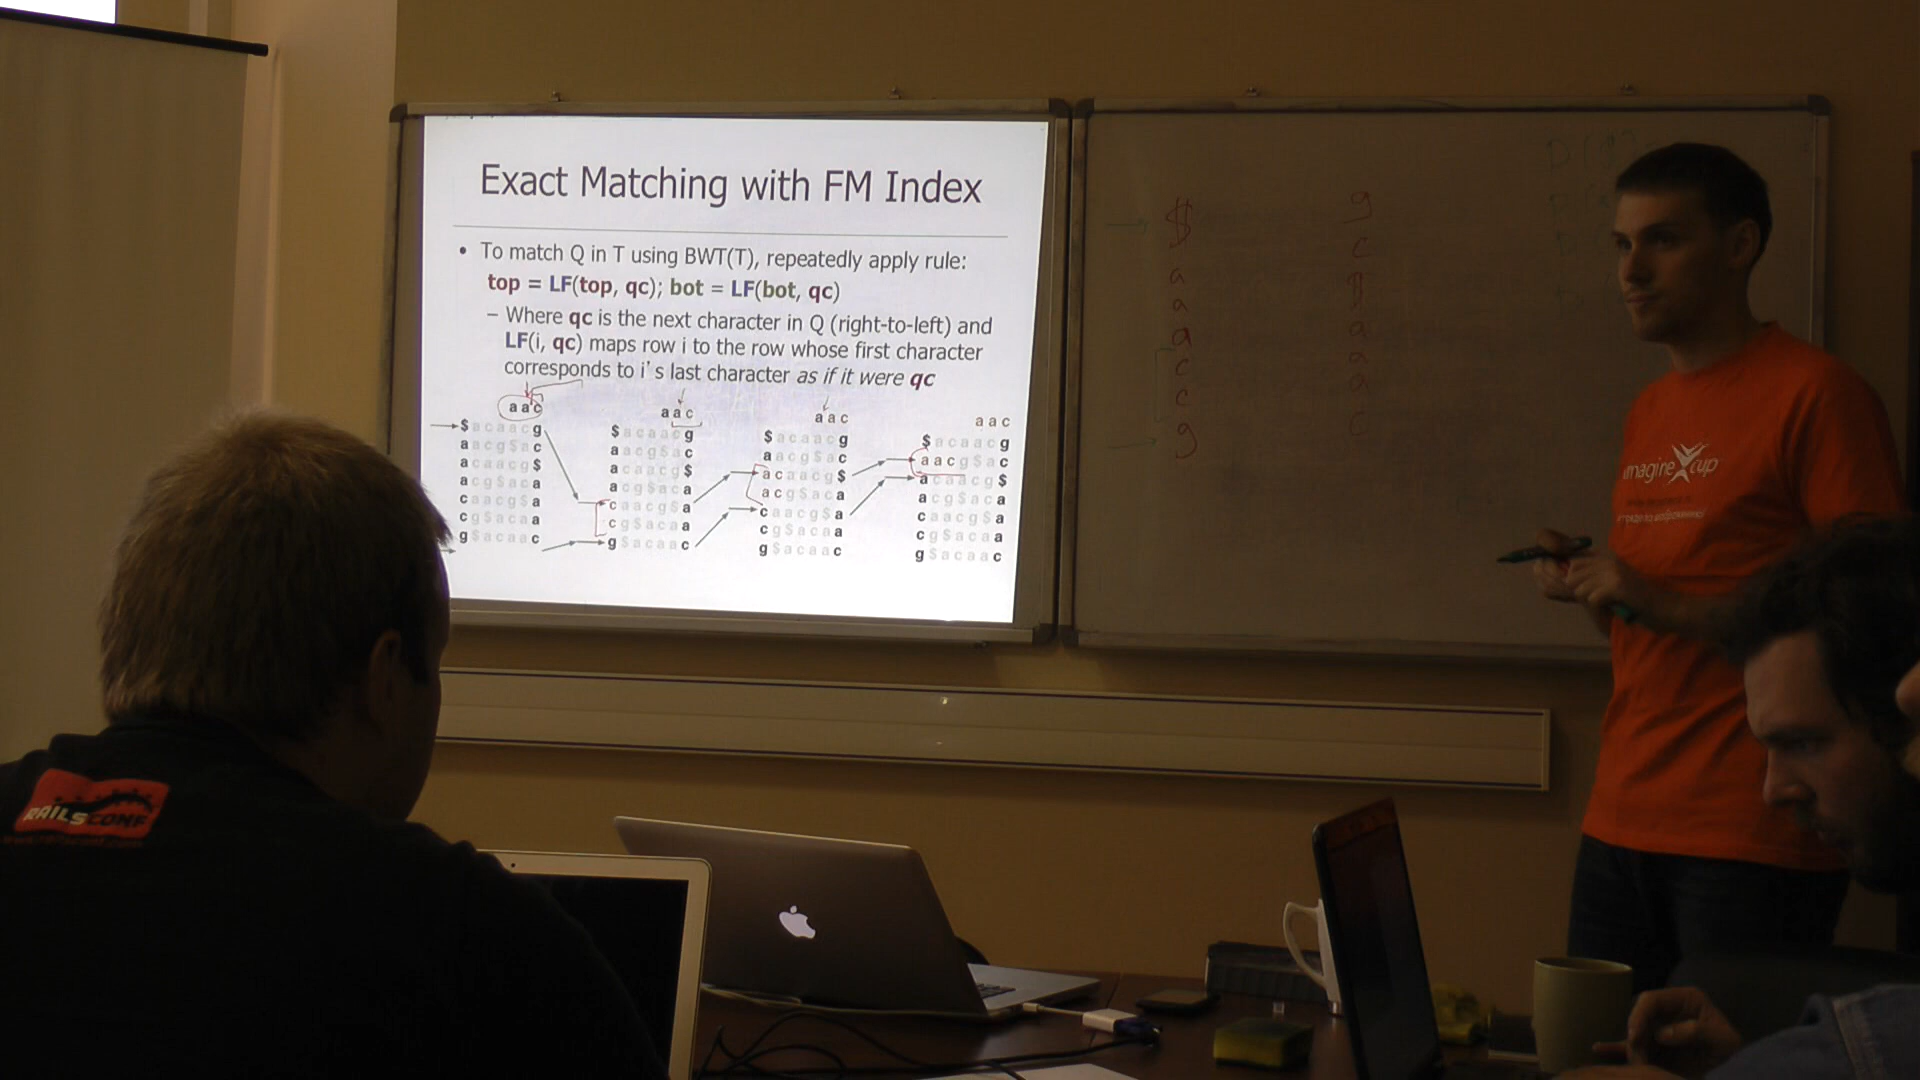 Exact Matching with FM Index
• To match Q in T using BWT(T), repeatedly apply rule:
top = LF(top, qc); bot = LF(bot, qc)
– Where qc is the next character in Q (right-to-left) and
LF(i, qc) maps row i to the row whose first character
corresponds to i's last character as if it were qc
aac
$acaacg
aacg$ac
acaacg$
acg$aca
caacg$a
cg$acaa
g$acaac
aac
$acaacg
aacg$ac
acaacg$
acg$aca
caacg$a
cg$acaa
g$acaac
aac
$acaacg
aacg$ac
acaacg$
acg$aca
caacg$a
cg$acaa
g$acaac
aac
$acaacg
aacg$ac
acaacg$
acg$aca
caacg$a
cg$acaa
g$acaac
$ g
a c
a $
a a
c a
c a
g c
imagine cup
RAILSCONF